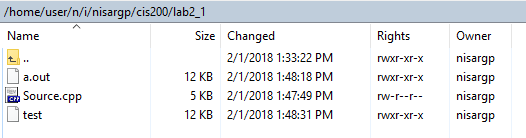 /home/user/n/i/nisargp/cis200/lab2_1
Name Size Changed Rights Owner
.. 2/1/2018 1:33:22 PM rwxr-xr-x nisargp
a.out 12 KB 2/1/2018 1:48:18 PM rwxr-xr-x nisargp
CPP Source.cpp 5 KB 2/1/2018 1:47:49 PM rw-r--r-- nisargp
test 12 KB 2/1/2018 1:48:31 PM rwxr-xr-x nisargp